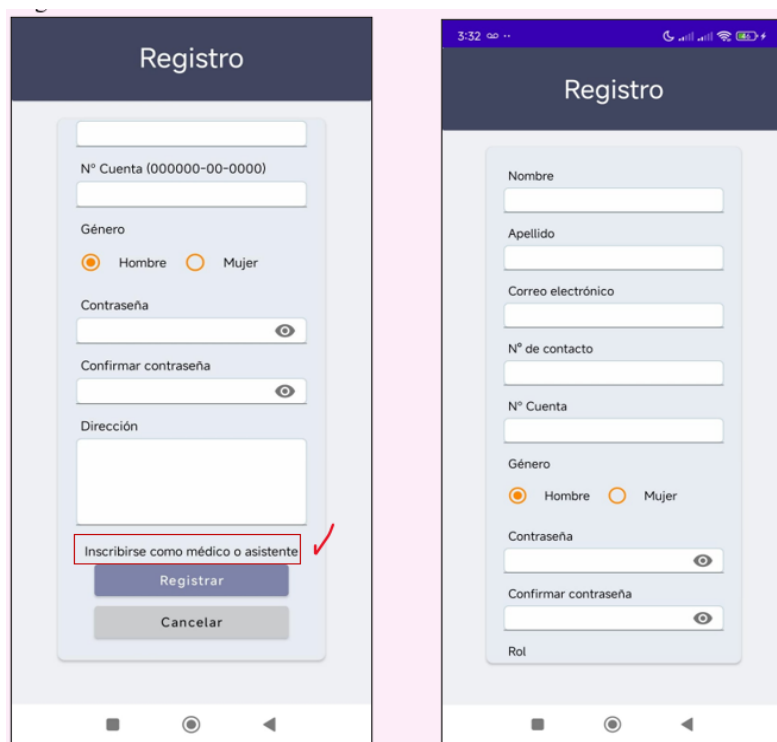 Registro
Nº Cuenta (000000-00-0000)
Género
Hombre Mujer
Contraseña
Confirmar contraseña
Dirección
Inscribirse como médico o asistente
Registrar
Cancelar
3:32
Registro
Nombre
Apellido
Correo electrónico
Nº de contacto
Nº Cuenta
Género
Hombre Mujer
Contraseña
Confirmar contraseña
Rol